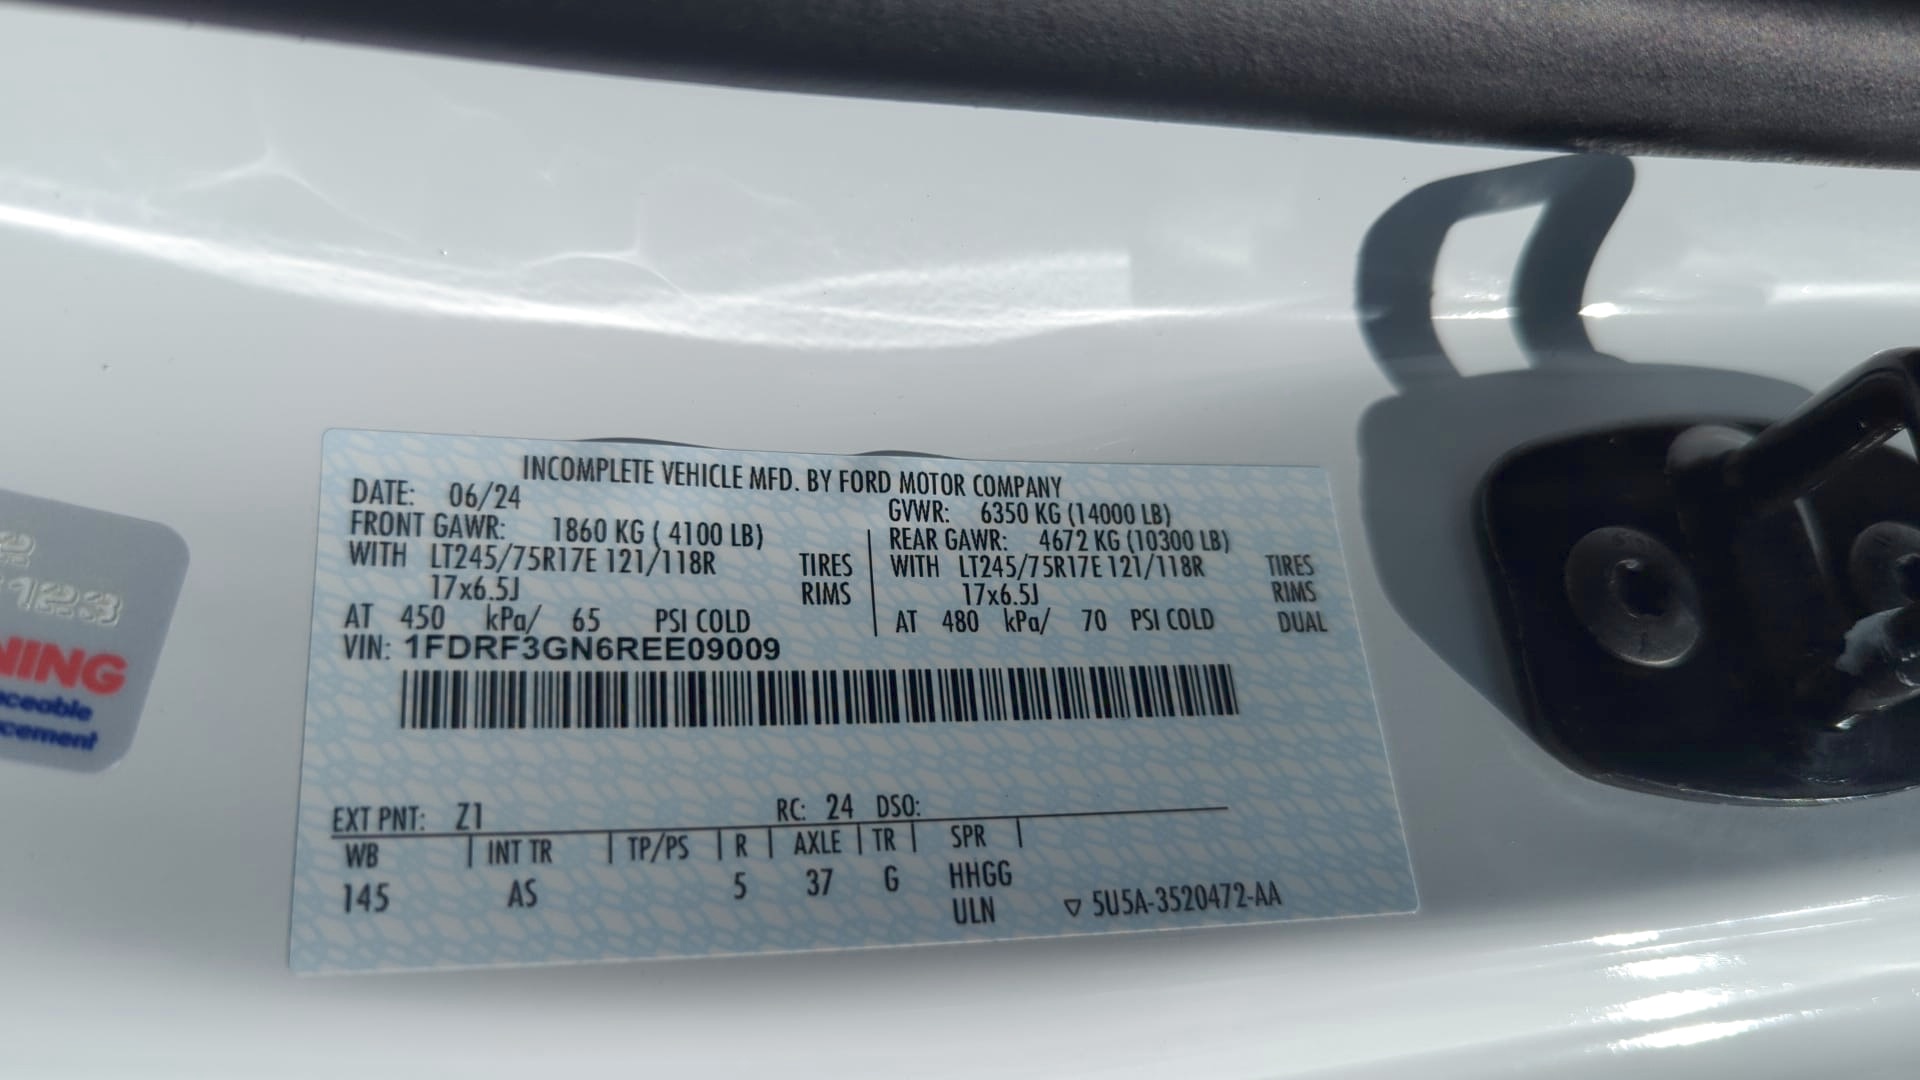 INCOMPLETE VEHICLE MFD. BY FORD MOTOR COMPANY
DATE: 06/24 GVWR: 6350 KG (14000 LB)
FRONT GAWR: 1860 KG ( 4100 LB) REAR GAWR: 4672 KG (10300 LB)
WITH LT245/75R17E 121/118R TIRES WITH LT245/75R17E 121/118R TIRES
17x6.5J RIMS 17x6.5J RIMS
AT 450 kPa/ 65 PSI COLD AT 480 kPa/ 70 PSI COLD DUAL
VIN: 1FDRF3GN6REE09009
EXT PNT: Z1 RC: 24 DSO:
WB INT TR TP/PS R AXLE TR SPR
145 AS 5 37 G HHGG
ULN ▽ 5U5A-3520472-AA